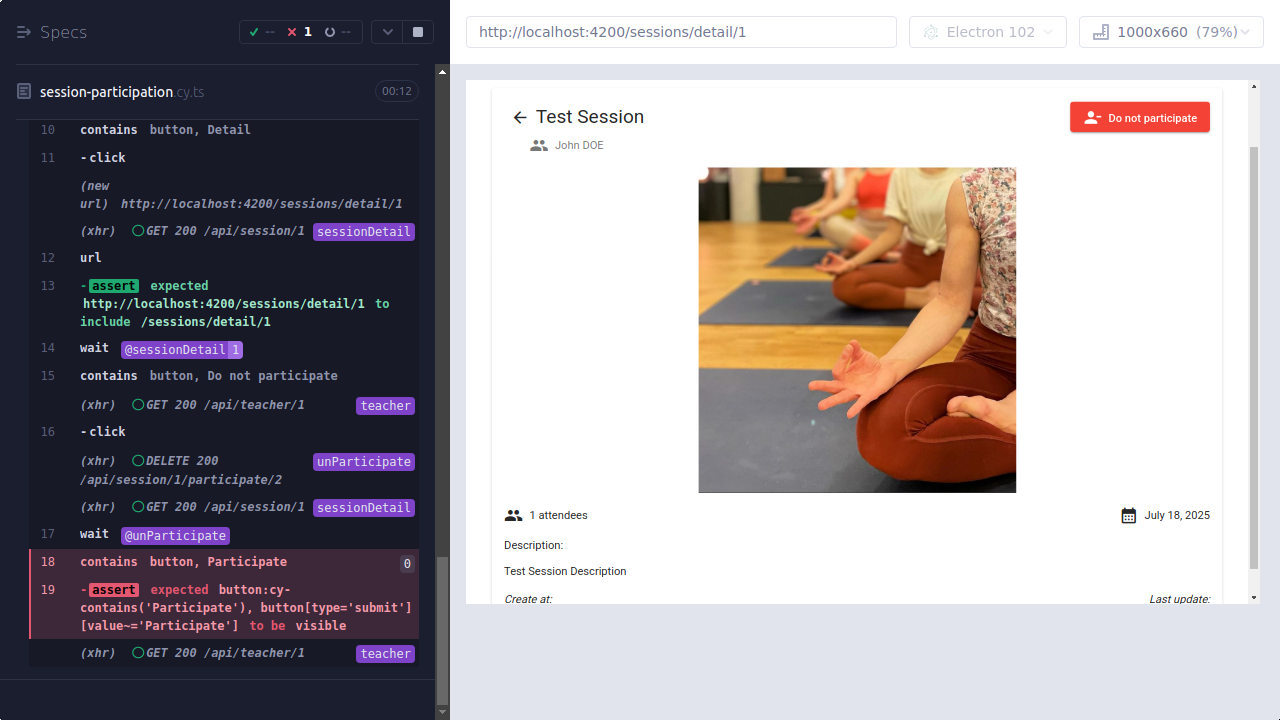 Specs
-- 1 --
session-participation.cy.ts 00:12
10 contains button, Detail
11 -click
(new
url) http://localhost:4200/sessions/detail/1
(xhr) GET 200 /api/session/1 sessionDetail
12 url
13 -assert expected
http://localhost:4200/sessions/detail/1 to
include /sessions/detail/1
14 wait @sessionDetail 1
15 contains button, Do not participate
(xhr) GET 200 /api/teacher/1 teacher
16 -click
(xhr) DELETE 200 unParticipate
/api/session/1/participate/2
(xhr) GET 200 /api/session/1 sessionDetail
17 wait @unParticipate
18 contains button, Participate 0
19 -assert expected button:cy-
contains('Participate'), button[type='submit']
[value~='Participate'] to be visible
(xhr) GET 200 /api/teacher/1 teacher
http://localhost:4200/sessions/detail/1
Electron 102
1000x660 (79%)
Test Session
Do not participate
John DOE
1 attendees
July 18, 2025
Description:
Test Session Description
Create at:
Last update: